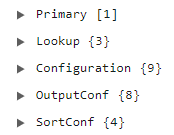 Primary [1]
Lookup {3}
Configuration {9}
OutputConf {8}
SortConf {4}